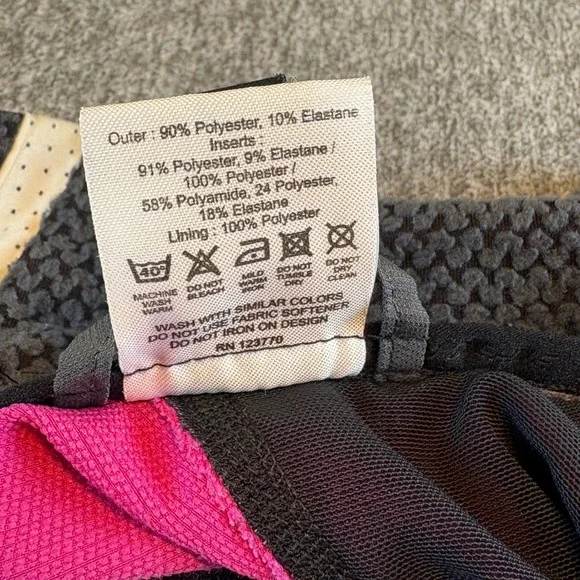 Outer : 90% Polyester, 10% Elastane
Inserts :
91% Polyester, 9% Elastane /
100% Polyester /
58% Polyamide, 24 Polyester,
18% Elastane
Lining : 100% Polyester
40°
MACHINE WASH WARM
DO NOT BLEACH
MILD WARM IRON
DO NOT TUMBLE DRY
DO NOT DRY CLEAN
WASH WITH SIMILAR COLORS
DO NOT USE FABRIC SOFTENER
DO NOT IRON ON DESIGN
RN 123770